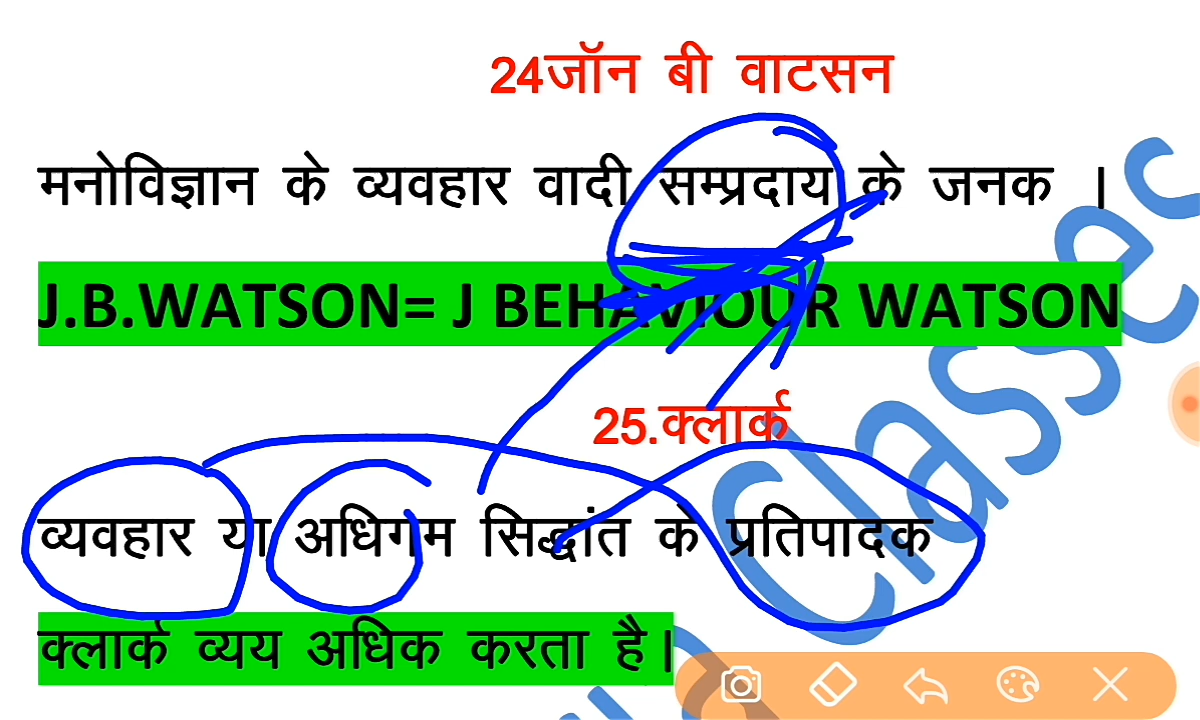 24जॉन बी वाटसन
मनोविज्ञान के व्यवहार वादी सम्प्रदाय के जनक ।
J.B.WATSON= J BEHAVIOUR WATSON
25.क्लार्क
व्यवहार या अधिगम सिद्धांत के प्रतिपादक
क्लार्क व्यय अधिक करता है।
Classes